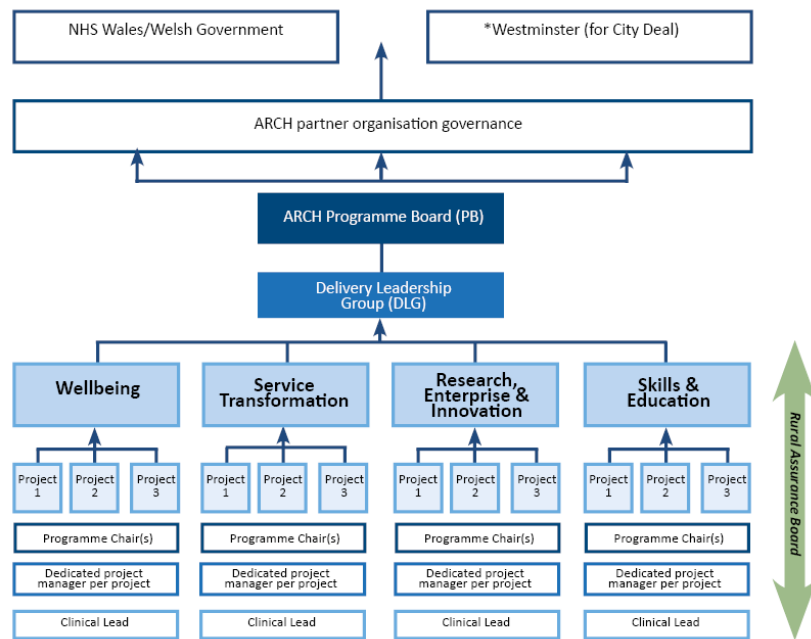 NHS Wales/Welsh Government
*Westminster (for City Deal)
ARCH partner organisation governance
ARCH Programme Board (PB)
Delivery Leadership
Group (DLG)
Wellbeing
Service
Transformation
Research,
Enterprise &
Innovation
Skills &
Education
Project
1
Project
2
Project
3
Project
1
Project
2
Project
3
Project
1
Project
2
Project
3
Project
1
Project
2
Project
3
Programme Chair(s)
Programme Chair(s)
Programme Chair(s)
Programme Chair(s)
Dedicated project
manager per project
Dedicated project
manager per project
Dedicated project
manager per project
Dedicated project
manager per project
Clinical Lead
Clinical Lead
Clinical Lead
Clinical Lead
Rural Assurance Board